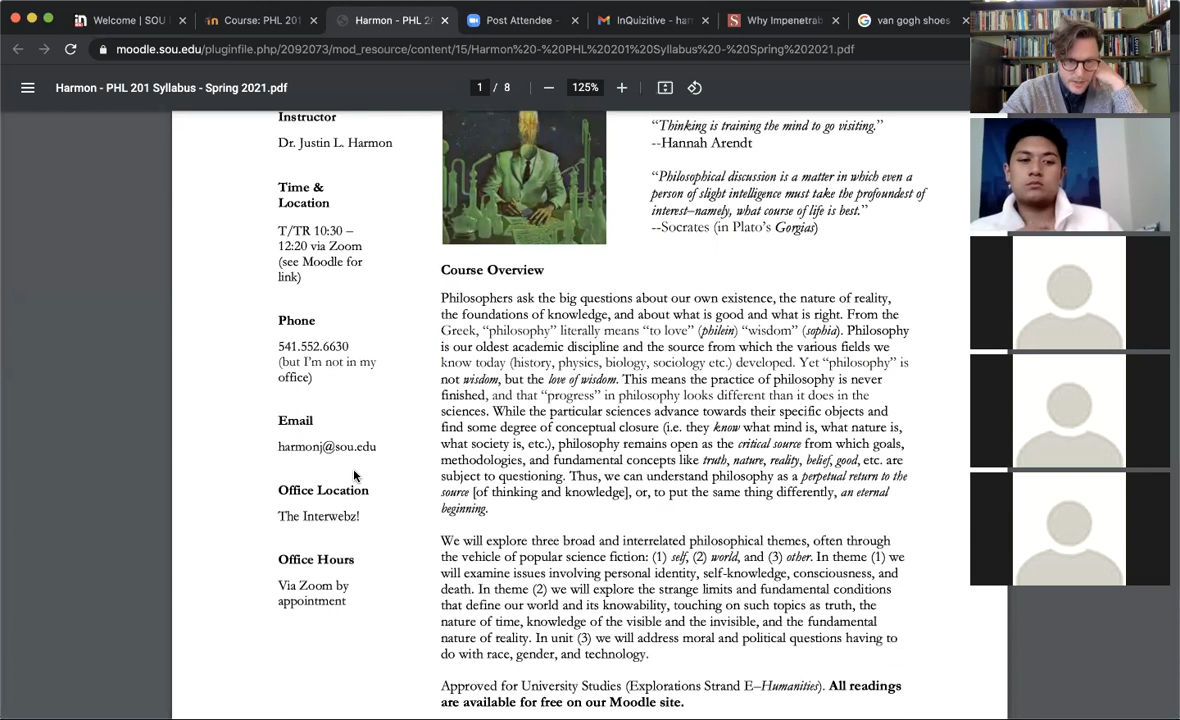 Welcome | SOU |
Course: PHL 201
Harmon - PHL 2
Post Attendee -
InQuizitive - har
Why Impenetrab
van gogh shoes
moodle.sou.edu/pluginfile.php/2092073/mod_resource/content/15/Harmon%20-%20PHL%20201%20Syllabus%20-%20Spring%202021.pdf
Harmon - PHL 201 Syllabus - Spring 2021.pdf
1 / 8
125%
Instructor
Dr. Justin L. Harmon
Time &
Location
T/TR 10:30 –
12:20 via Zoom
(see Moodle for
link)
Phone
541.552.6630
(but I’m not in my
office)
Email
harmonj@sou.edu
Office Location
The Interwebz!
Office Hours
Via Zoom by
appointment
“Thinking is training the mind to go visiting.”
--Hannah Arendt
“Philosophical discussion is a matter in which even a
person of slight intelligence must take the profoundest of
interest–namely, what course of life is best.”
--Socrates (in Plato’s Gorgias)
Course Overview
Philosophers ask the big questions about our own existence, the nature of reality,
the foundations of knowledge, and about what is good and what is right. From the
Greek, “philosophy” literally means “to love” (philein) “wisdom” (sophia). Philosophy
is our oldest academic discipline and the source from which the various fields we
know today (history, physics, biology, sociology etc.) developed. Yet “philosophy” is
not wisdom, but the love of wisdom. This means the practice of philosophy is never
finished, and that “progress” in philosophy looks different than it does in the
sciences. While the particular sciences advance towards their specific objects and
find some degree of conceptual closure (i.e. they know what mind is, what nature is,
what society is, etc.), philosophy remains open as the critical source from which goals,
methodologies, and fundamental concepts like truth, nature, reality, belief, good, etc. are
subject to questioning. Thus, we can understand philosophy as a perpetual return to the
source [of thinking and knowledge], or, to put the same thing differently, an eternal
beginning.
We will explore three broad and interrelated philosophical themes, often through
the vehicle of popular science fiction: (1) self, (2) world, and (3) other. In theme (1) we
will examine issues involving personal identity, self-knowledge, consciousness, and
death. In theme (2) we will explore the strange limits and fundamental conditions
that define our world and its knowability, touching on such topics as truth, the
nature of time, knowledge of the visible and the invisible, and the fundamental
nature of reality. In unit (3) we will address moral and political questions having to
do with race, gender, and technology.
Approved for University Studies (Explorations Strand E–Humanities). All readings
are available for free on our Moodle site.